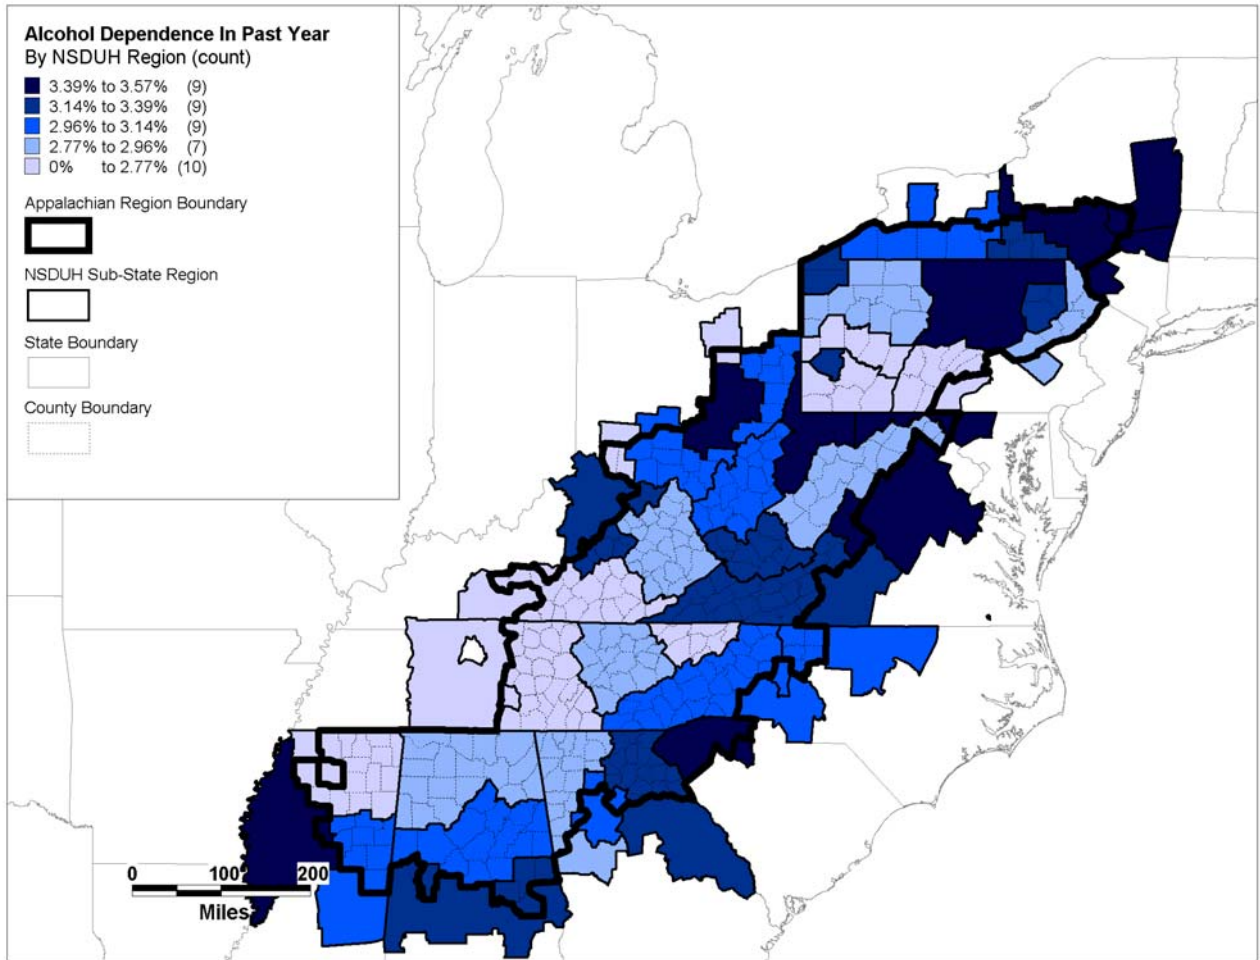 Alcohol Dependence In Past Year
By NSDUH Region (count)
3.39% to 3.57% (9)
3.14% to 3.39% (9)
2.96% to 3.14% (9)
2.77% to 2.96% (7)
0% to 2.77% (10)
Appalachian Region Boundary
NSDUH Sub-State Region
State Boundary
County Boundary
0 100 200
Miles